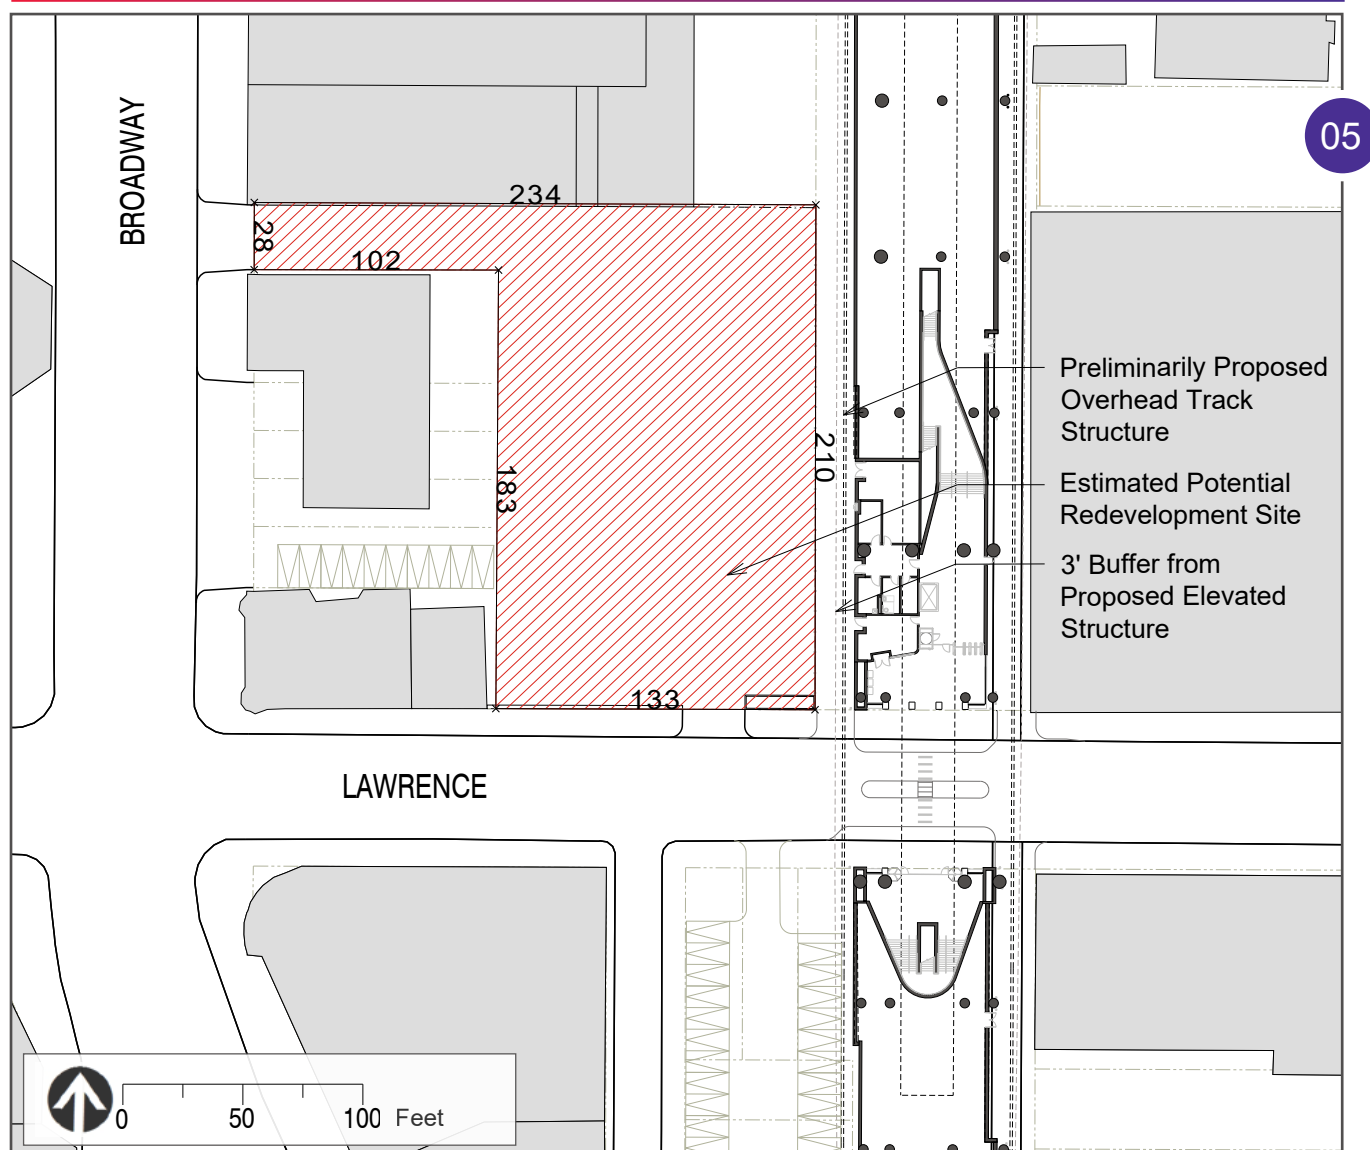 05
BROADWAY
234
28
102
Preliminarily Proposed
Overhead Track
Structure
210
183
Estimated Potential
Redevelopment Site
3' Buffer from
Proposed Elevated
Structure
133
LAWRENCE
0 50 100 Feet